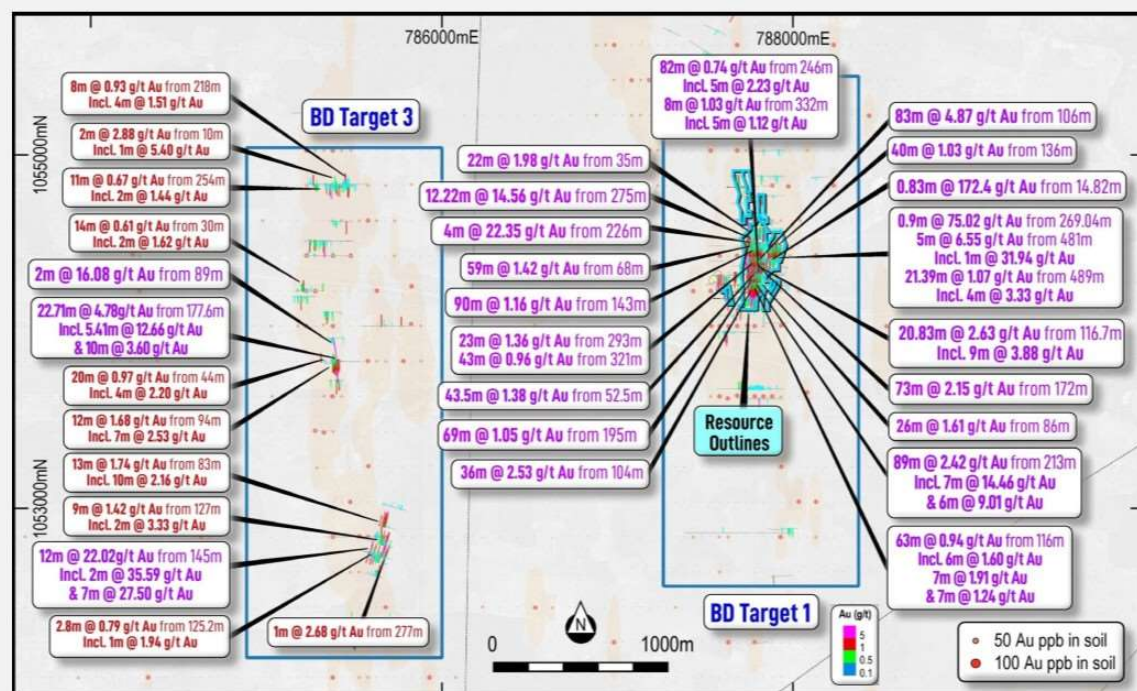 786000mE
788000mE
1055000mN
1053000mN
BD Target 3
8m @ 0.93 g/t Au from 218m
Incl. 4m @ 1.51 g/t Au
2m @ 2.88 g/t Au from 10m
Incl. 1m @ 5.40 g/t Au
11m @ 0.67 g/t Au from 254m
Incl. 2m @ 1.44 g/t Au
14m @ 0.61 g/t Au from 30m
Incl. 2m @ 1.62 g/t Au
2m @ 16.08 g/t Au from 89m
22.71m @ 4.78g/t Au from 177.6m
Incl. 5.41m @ 12.66 g/t Au
& 10m @ 3.60 g/t Au
20m @ 0.97 g/t Au from 44m
Incl. 4m @ 2.20 g/t Au
12m @ 1.68 g/t Au from 94m
Incl. 7m @ 2.53 g/t Au
13m @ 1.74 g/t Au from 83m
Incl. 10m @ 2.16 g/t Au
9m @ 1.42 g/t Au from 127m
Incl. 2m @ 3.33 g/t Au
12m @ 22.02g/t Au from 145m
Incl. 2m @ 35.59 g/t Au
& 7m @ 27.50 g/t Au
2.8m @ 0.79 g/t Au from 125.2m
Incl. 1m @ 1.94 g/t Au
1m @ 2.68 g/t Au from 277m
82m @ 0.74 g/t Au from 246m
Incl. 5m @ 2.23 g/t Au
8m @ 1.03 g/t Au from 332m
Incl. 5m @ 1.12 g/t Au
22m @ 1.98 g/t Au from 35m
12.22m @ 14.56 g/t Au from 275m
4m @ 22.35 g/t Au from 226m
59m @ 1.42 g/t Au from 68m
90m @ 1.16 g/t Au from 143m
23m @ 1.36 g/t Au from 293m
43m @ 0.96 g/t Au from 321m
43.5m @ 1.38 g/t Au from 52.5m
69m @ 1.05 g/t Au from 195m
36m @ 2.53 g/t Au from 104m
Resource
Outlines
83m @ 4.87 g/t Au from 106m
40m @ 1.03 g/t Au from 136m
0.83m @ 172.4 g/t Au from 14.82m
0.9m @ 75.02 g/t Au from 269.04m
5m @ 6.55 g/t Au from 481m
Incl. 1m @ 31.94 g/t Au
21.39m @ 1.07 g/t Au from 489m
Incl. 4m @ 3.33 g/t Au
20.83m @ 2.63 g/t Au from 116.7m
Incl. 9m @ 3.88 g/t Au
73m @ 2.15 g/t Au from 172m
26m @ 1.61 g/t Au from 86m
89m @ 2.42 g/t Au from 213m
Incl. 7m @ 14.46 g/t Au
& 6m @ 9.01 g/t Au
63m @ 0.94 g/t Au from 116m
Incl. 6m @ 1.60 g/t Au
7m @ 1.91 g/t Au
& 7m @ 1.24 g/t Au
BD Target 1
N
0
1000m
Au (g/t)
5
1
0.5
0.1
50 Au ppb in soil
100 Au ppb in soil